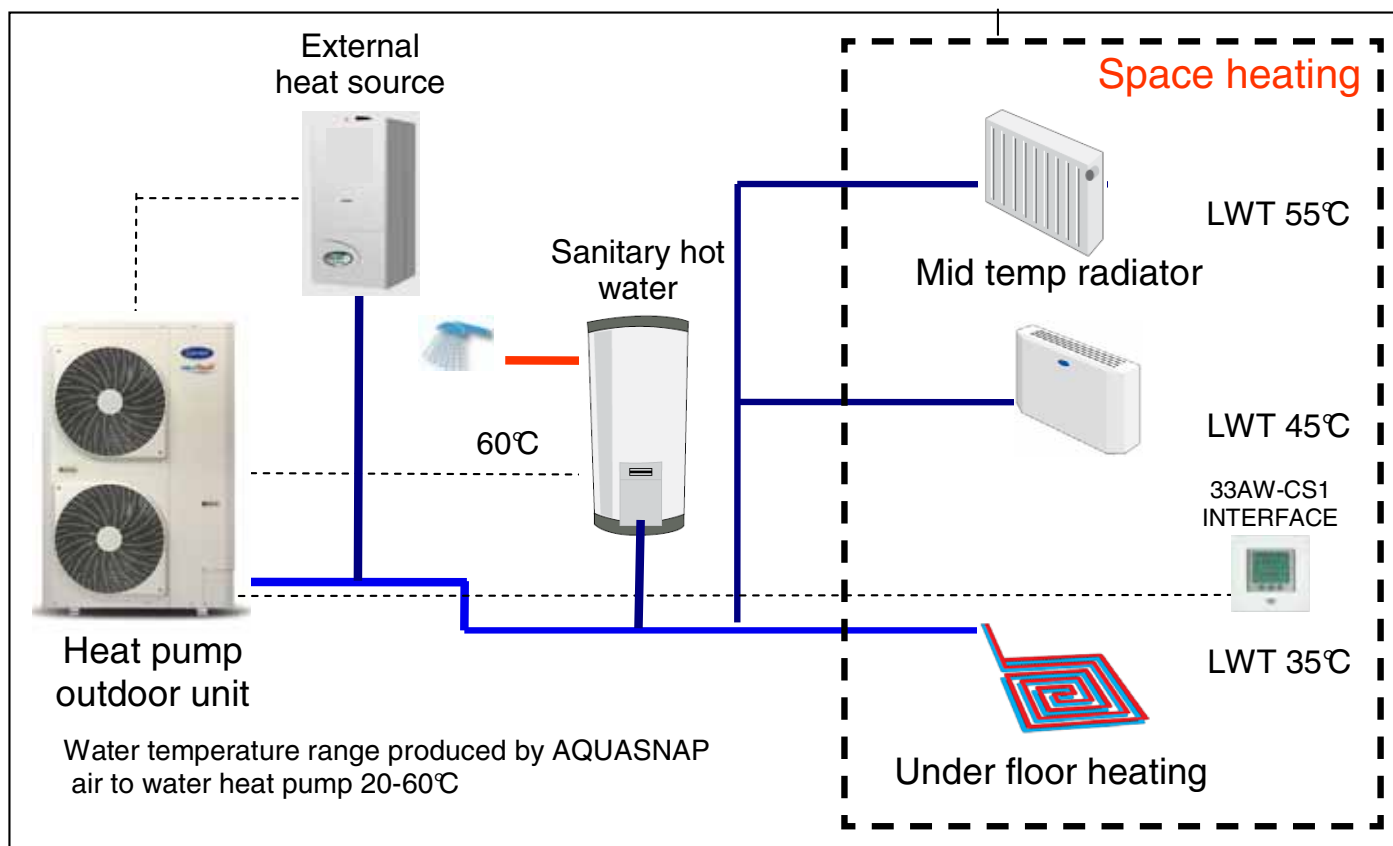 External
heat source
Space heating
LWT 55°C
Sanitary hot
water
Mid temp radiator
60°C
LWT 45°C
33AW-CS1
INTERFACE
Heat pump
outdoor unit
LWT 35°C
Water temperature range produced by AQUASNAP
air to water heat pump 20-60°C
Under floor heating